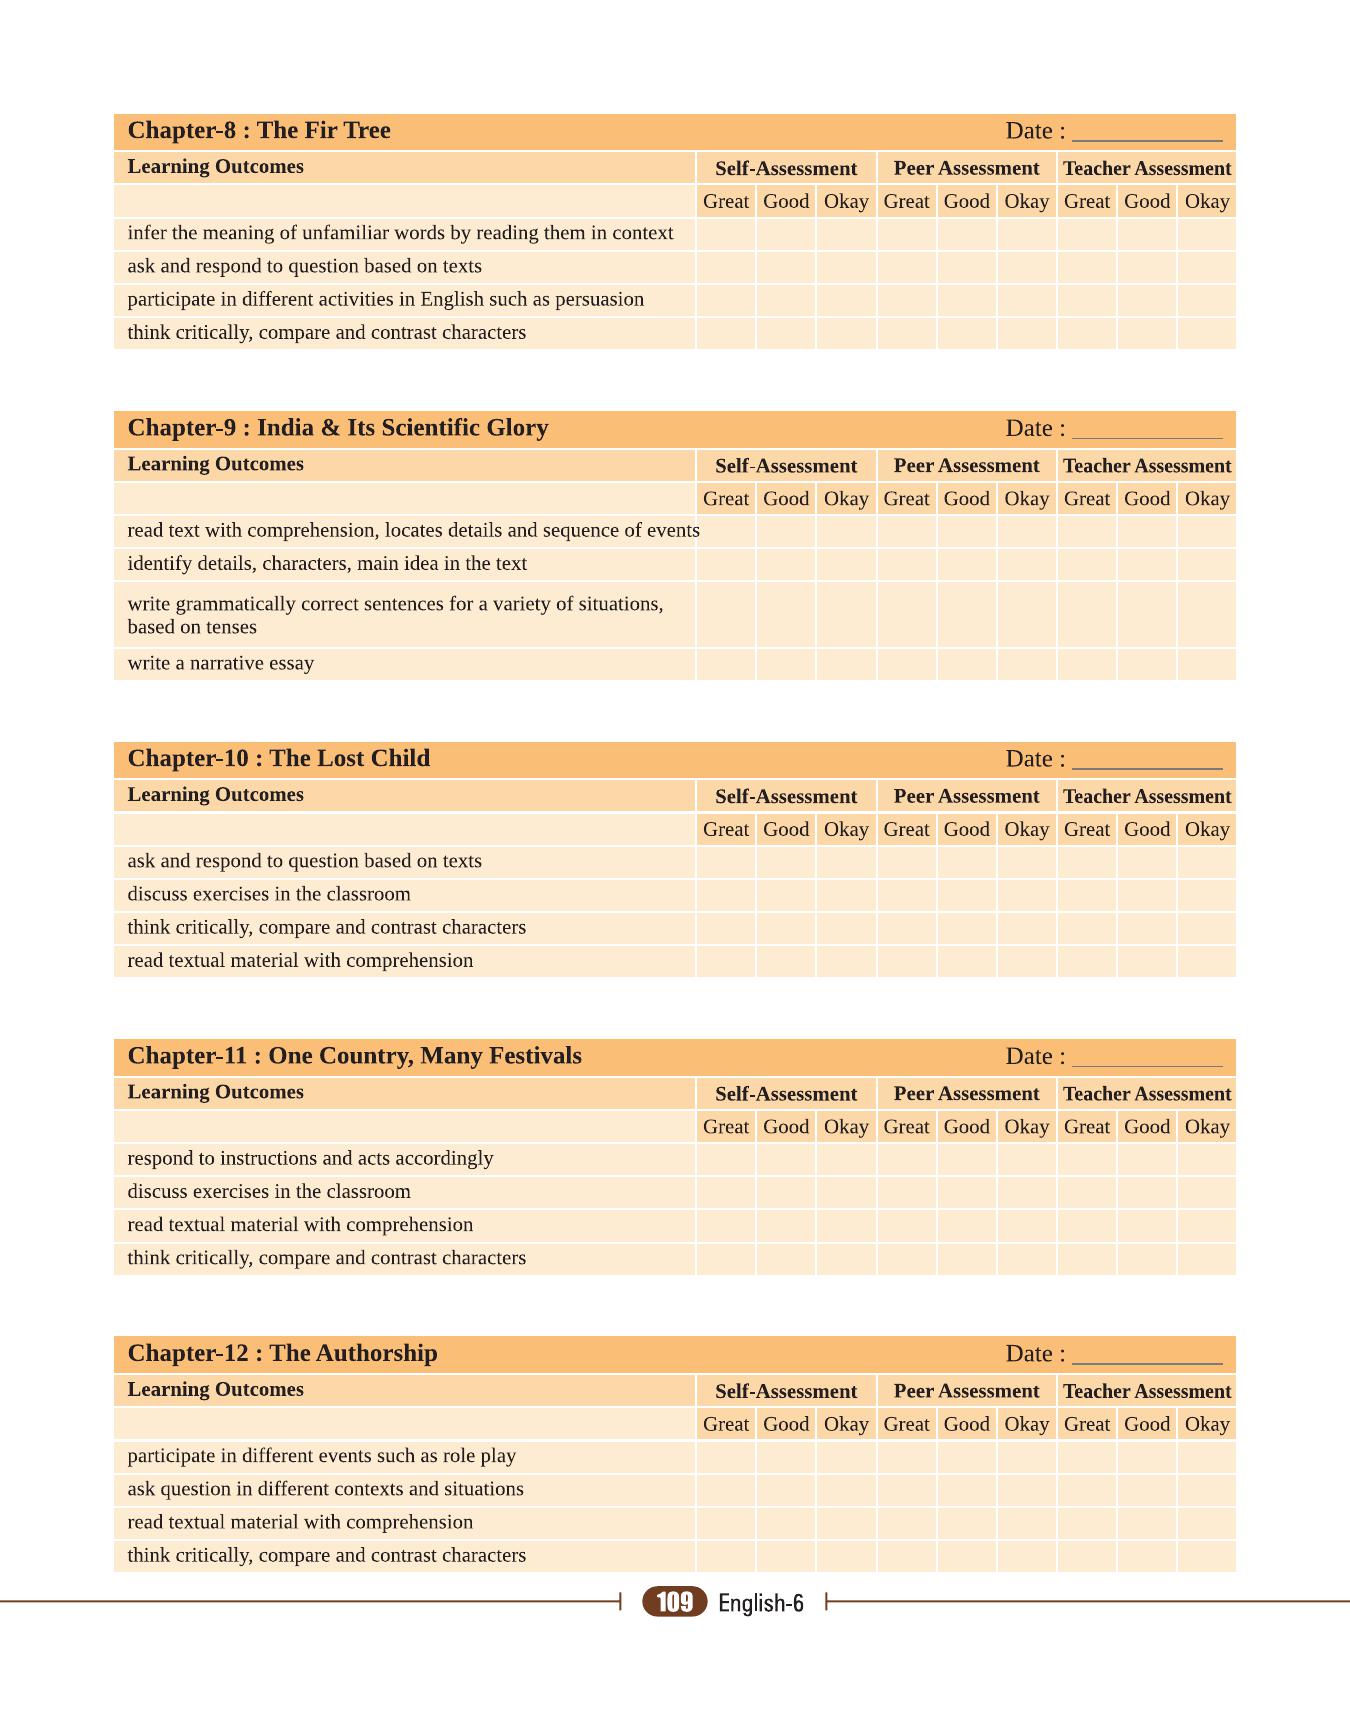 Chapter-8 : The Fir Tree Date : ____________
Learning Outcomes Self-Assessment Peer Assessment Teacher Assessment
Great Good Okay Great Good Okay Great Good Okay
infer the meaning of unfamiliar words by reading them in context
ask and respond to question based on texts
participate in different activities in English such as persuasion
think critically, compare and contrast characters
Chapter-9 : India & Its Scientific Glory Date : ____________
Learning Outcomes Self-Assessment Peer Assessment Teacher Assessment
Great Good Okay Great Good Okay Great Good Okay
read text with comprehension, locates details and sequence of events
identify details, characters, main idea in the text
write grammatically correct sentences for a variety of situations,
based on tenses
write a narrative essay
Chapter-10 : The Lost Child Date : ____________
Learning Outcomes Self-Assessment Peer Assessment Teacher Assessment
Great Good Okay Great Good Okay Great Good Okay
ask and respond to question based on texts
discuss exercises in the classroom
think critically, compare and contrast characters
read textual material with comprehension
Chapter-11 : One Country, Many Festivals Date : ____________
Learning Outcomes Self-Assessment Peer Assessment Teacher Assessment
Great Good Okay Great Good Okay Great Good Okay
respond to instructions and acts accordingly
discuss exercises in the classroom
read textual material with comprehension
think critically, compare and contrast characters
Chapter-12 : The Authorship Date : ____________
Learning Outcomes Self-Assessment Peer Assessment Teacher Assessment
Great Good Okay Great Good Okay Great Good Okay
participate in different events such as role play
ask question in different contexts and situations
read textual material with comprehension
think critically, compare and contrast characters
109 English-6